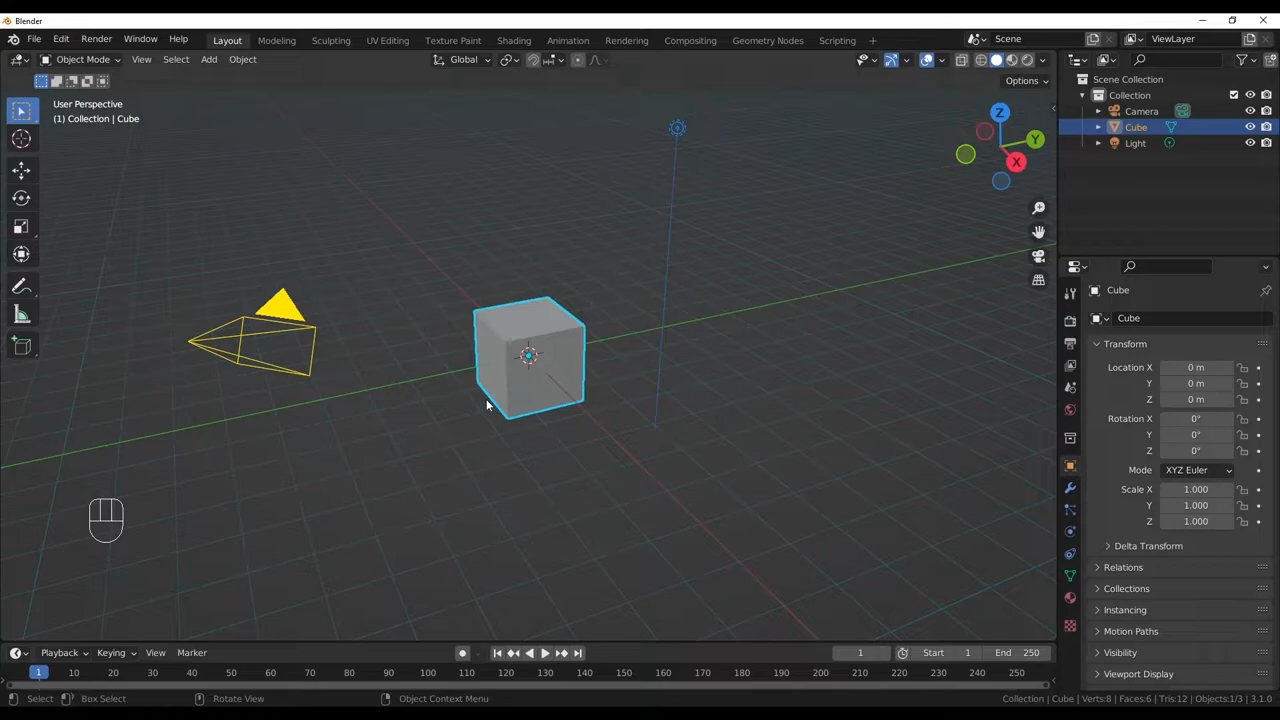 Blender
File Edit Render Window Help Layout Modeling Sculpting UV Editing Texture Paint Shading Animation Rendering Compositing Geometry Nodes Scripting + Scene ViewLayer
Object Mode View Select Add Object Global
Options
User Perspective
(1) Collection | Cube
Z
Y
X
Scene Collection
Collection
Camera
Cube
Light
Cube
Cube
Transform
Location X 0 m
Y 0 m
Z 0 m
Rotation X 0°
Y 0°
Z 0°
Mode XYZ Euler
Scale X 1.000
Y 1.000
Z 1.000
Delta Transform
Relations
Collections
Instancing
Motion Paths
Visibility
Viewport Display
Playback Keying View Marker 1 Start 1 End 250
1 10 20 30 40 50 60 70 80 90 100 110 120 130 140 150 160 170 180 190 200 210 220 230 240 250
Select Box Select Rotate View Object Context Menu Collection | Cube | Verts:8 | Faces:6 | Tris:12 | Objects:1/3 | 3.1.0